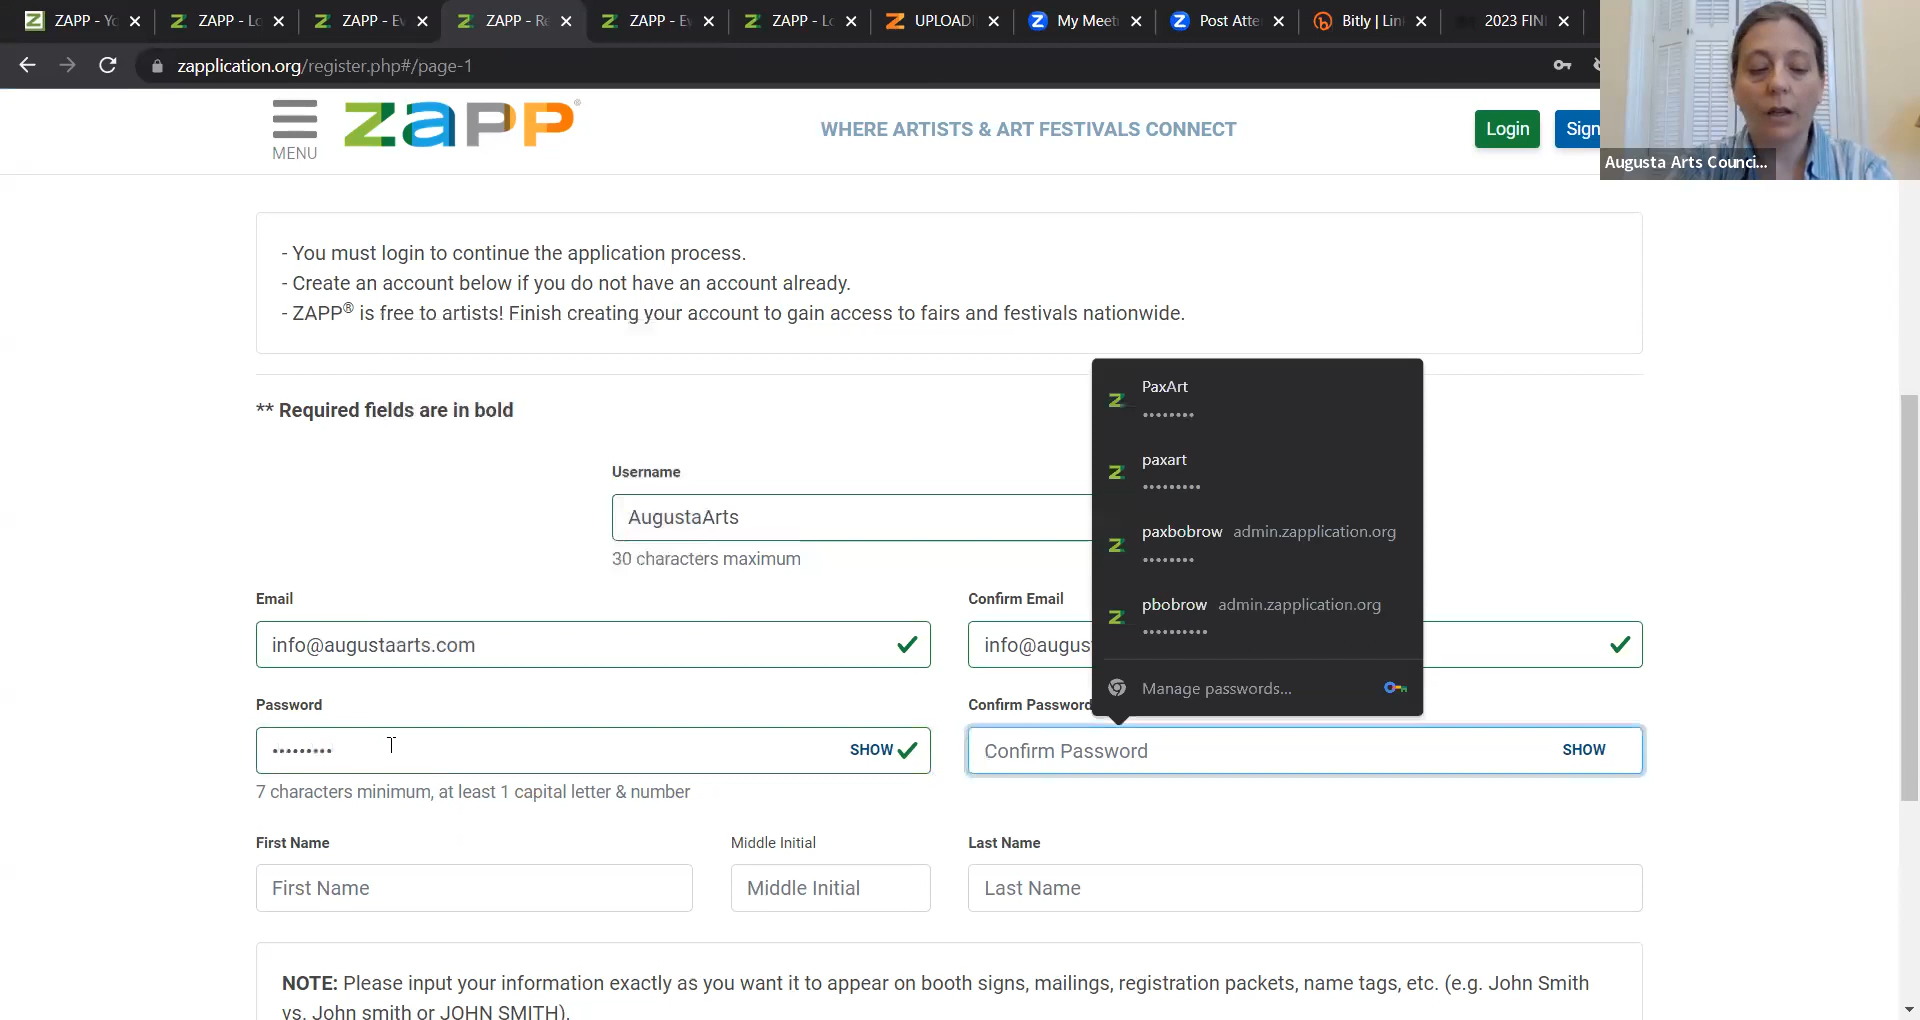 ZAPP - Yo
ZAPP - Lo
ZAPP - Ev
ZAPP - Re
ZAPP - Ev
ZAPP - Lo
UPLOADI
My Meet
Post Atte
Bitly | Lin
2023 FIN
zapplication.org/register.php#/page-1
MENU
zapp®
WHERE ARTISTS & ART FESTIVALS CONNECT
Login
Sign
Augusta Arts Counci...
- You must login to continue the application process.
- Create an account below if you do not have an account already.
- ZAPP® is free to artists! Finish creating your account to gain access to fairs and festivals nationwide.
** Required fields are in bold
PaxArt
••••••••
paxart
•••••••••
paxbobrow admin.zapplication.org
••••••••
pbobrow admin.zapplication.org
••••••••••
Manage passwords...
Username
AugustaArts
30 characters maximum
Email
Confirm Email
info@augustaarts.com
info@augus
Password
Confirm Password
•••••••••
SHOW
Confirm Password
SHOW
7 characters minimum, at least 1 capital letter & number
First Name
Middle Initial
Last Name
First Name
Middle Initial
Last Name
NOTE: Please input your information exactly as you want it to appear on booth signs, mailings, registration packets, name tags, etc. (e.g. John Smith
vs. John smith or JOHN SMITH).